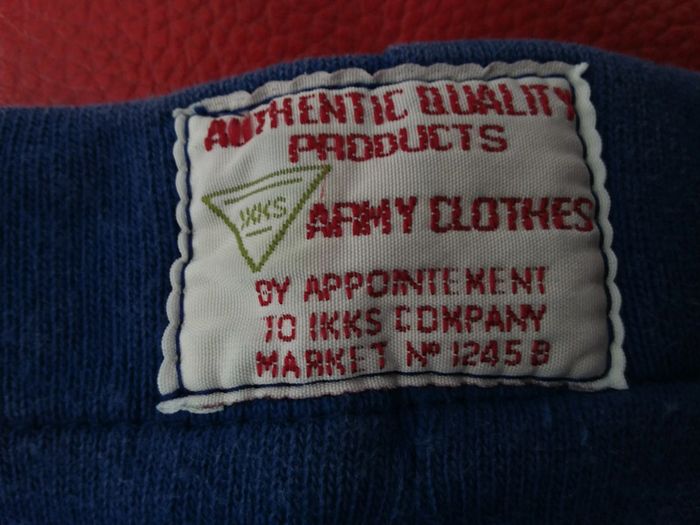 AUTHENTIC QUALITY
PRODUCTS
IKKS
ARMY CLOTHES
BY APPOINTEMENT
TO IKKS COMPANY
MARKET Nº 1245 B